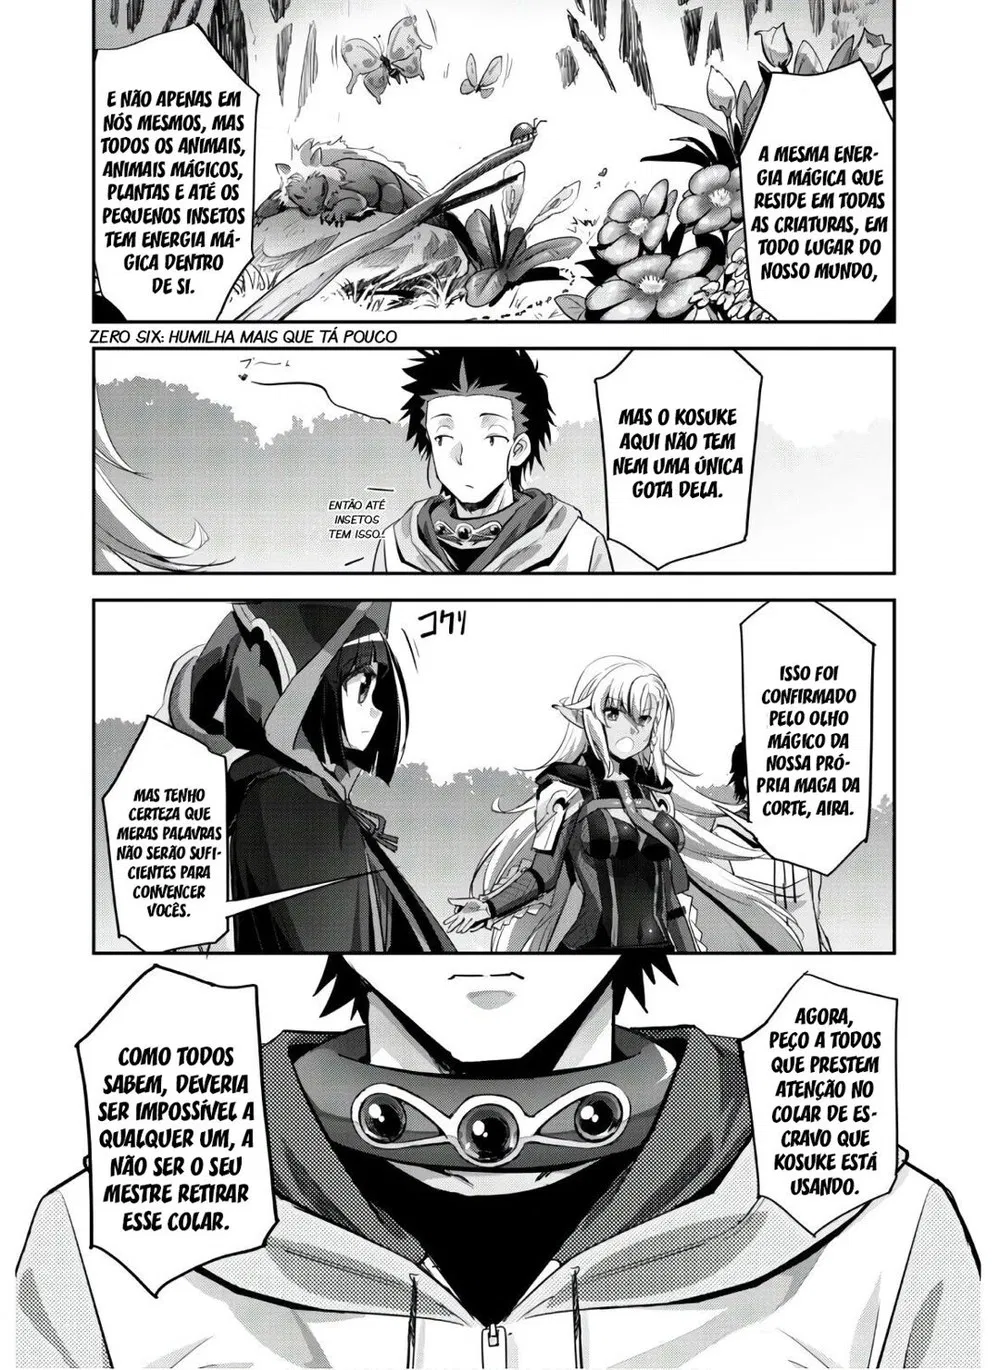 A MESMA ENER-
GIA MÁGICA QUE
RESIDE EM TODAS
AS CRIATURAS, EM
TODO LUGAR DO
NOSSO MUNDO,
E NÃO APENAS EM
NÓS MESMOS, MAS
TODOS OS ANIMAIS,
ANIMAIS MÁGICOS,
PLANTAS E ATÉ OS
PEQUENOS INSETOS
TEM ENERGIA MÁ-
GICA DENTRO
DE SI.
ZERO SIX: HUMILHA MAIS QUE TÁ POUCO
MAS O KOSUKE
AQUI NÃO TEM
NEM UMA ÚNICA
GOTA DELA.
ブーん
ENTÃO ATÉ
INSETOS
TEM ISSO...
ISSO FOI
CONFIRMADO
PELO OLHO
MÁGICO DA
NOSSA PRÓ-
PRIA MAGA DA
CORTE, AIRA.
コクリ
MAS TENHO
CERTEZA QUE
MERAS PALAVRAS
NÃO SERÃO SUFI-
CIENTES PARA
CONVENCER
VOCÊS.
AGORA,
PEÇO A TODOS
QUE PRESTEM
ATENÇÃO NO
COLAR DE ES-
CRAVO QUE
KOSUKE ESTÁ
USANDO.
COMO TODOS
SABEM, DEVERIA
SER IMPOSSÍVEL A
QUALQUER UM, A
NÃO SER O SEU
MESTRE RETIRAR
ESSE COLAR.